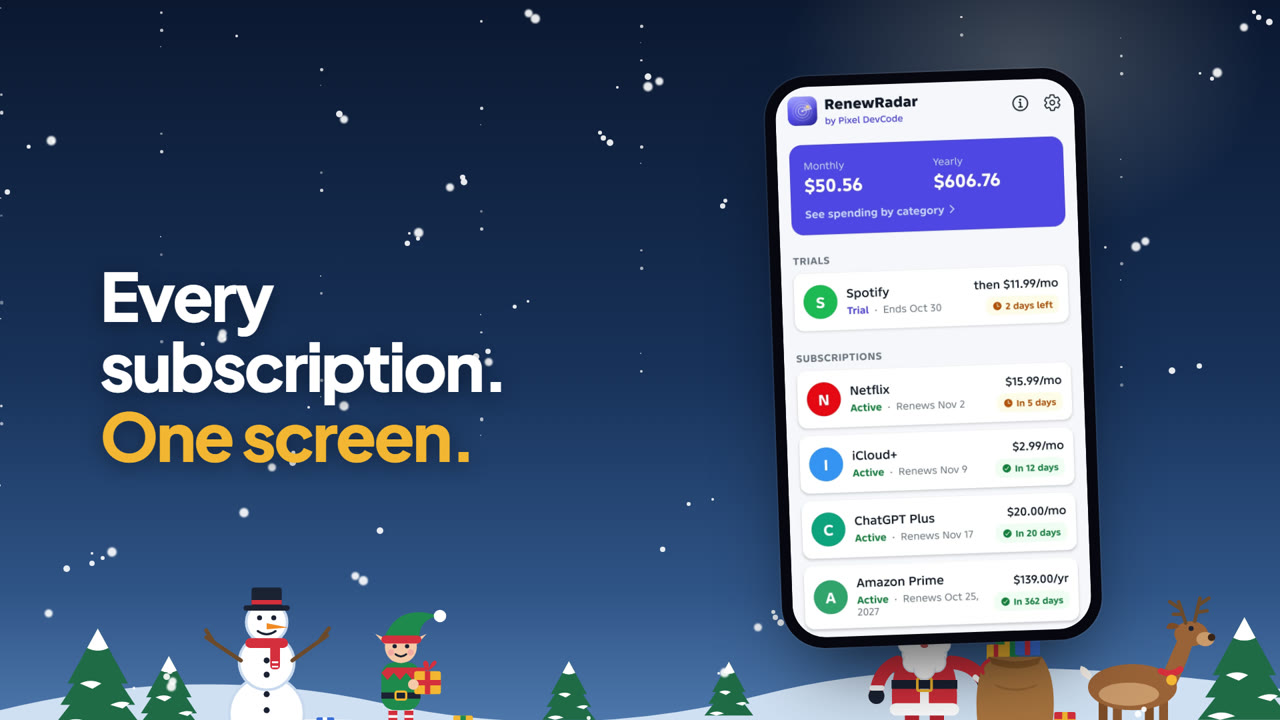 Every
subscription.
One screen.
RenewRadar
by Pixel DevCode
Monthly
$50.56
Yearly
$606.76
See spending by category
TRIALS
S
Spotify
Trial · Ends Oct 30
then $11.99/mo
2 days left
SUBSCRIPTIONS
N
Netflix
Active · Renews Nov 2
$15.99/mo
In 5 days
I
iCloud+
Active · Renews Nov 9
$2.99/mo
In 12 days
C
ChatGPT Plus
Active · Renews Nov 17
$20.00/mo
In 20 days
A
Amazon Prime
Active · Renews Oct 25,
2027
$139.00/yr
In 362 days